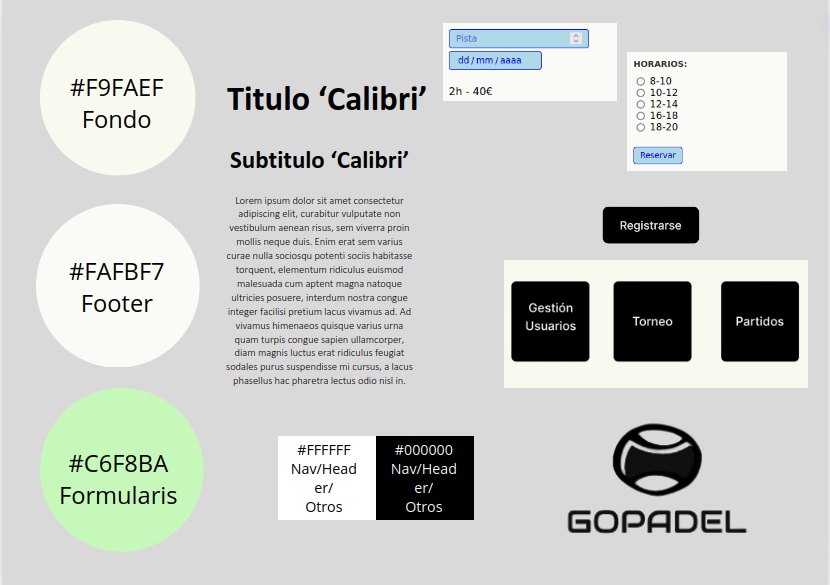 #F9FAEF
Fondo
#FAFBF7
Footer
#C6F8BA
Formularis
Titulo ‘Calibri’
Subtitulo ‘Calibri’
Lorem ipsum dolor sit amet consectetur
adipiscing elit, curabitur vulputate non
vestibulum aenean risus, sem viverra proin
mollis neque duis. Enim erat sem varius
curae nulla sociosqu potenti sociis habitasse
torquent, elementum ridiculus euismod
malesuada cum aptent magna natoque
ultricies posuere, interdum nostra congue
integer facilisi pretium lacus vivamus ad. Ad
vivamus himenaeos quisque varius urna
quam turpis congue sapien ullamcorper,
diam magnis luctus erat ridiculus feugiat
sodales purus suspendisse mi cursus, a lacus
phasellus hac pharetra lectus odio nisl in.
#FFFFFF
Nav/Head
er/
Otros
#000000
Nav/Head
er/
Otros
Pista
dd/mm/aaaa
2h - 40€
HORARIOS:
8-10
10-12
12-14
16-18
18-20
Reservar
Registrarse
Gestión
Usuarios
Torneo
Partidos
GOPADEL